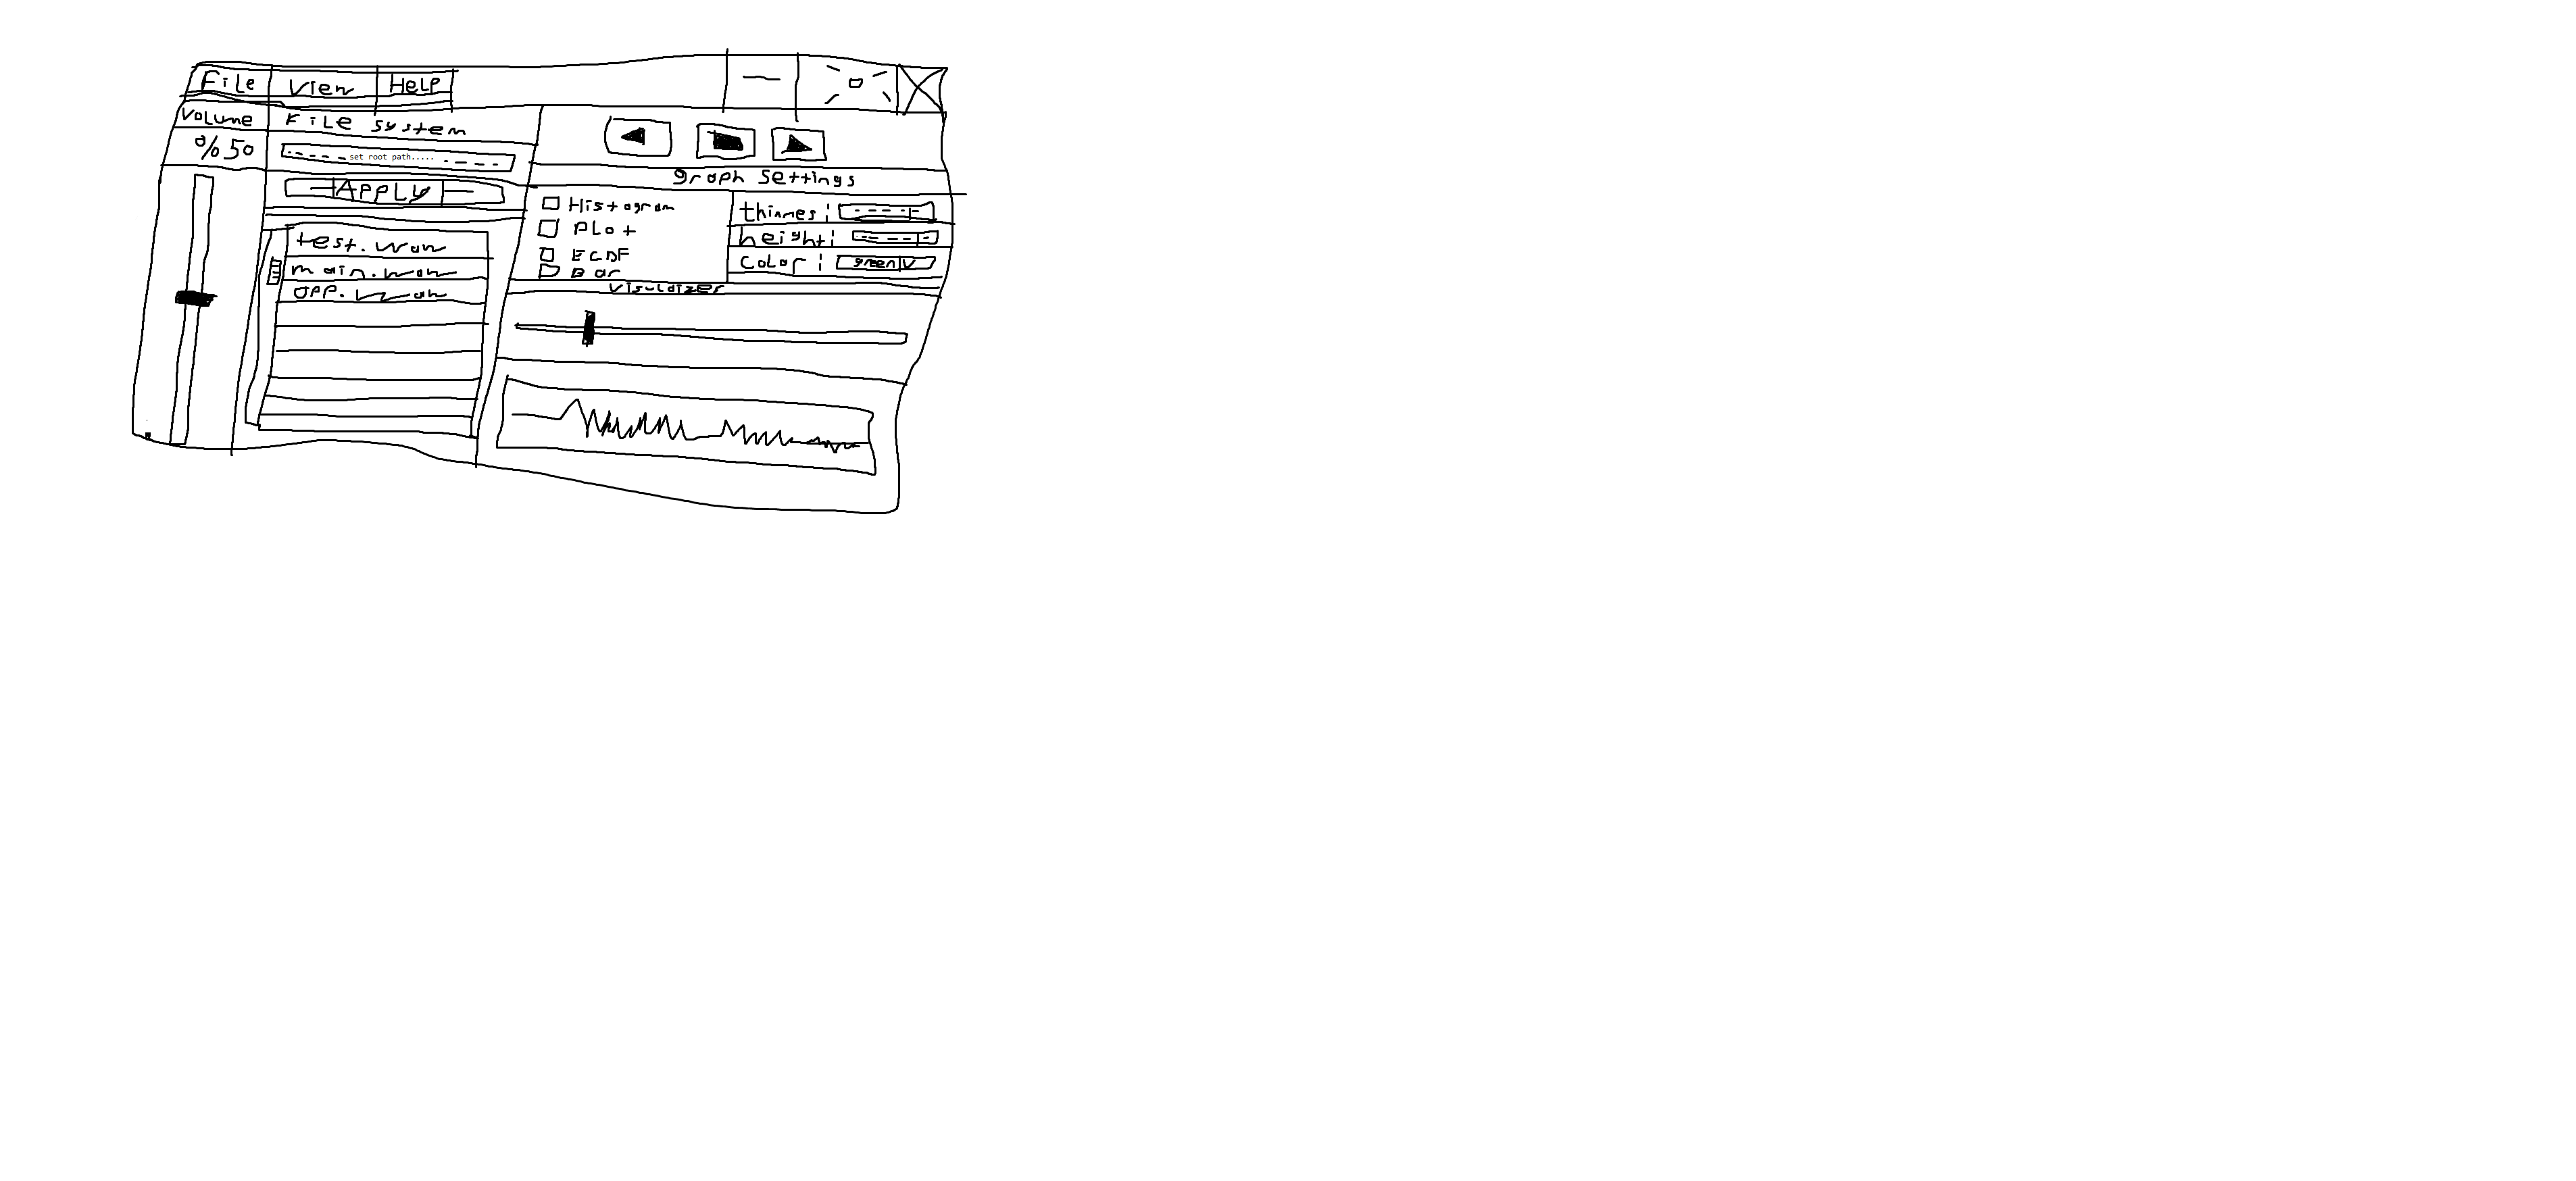 File View Help
Volume
%50
File system
set root path.....
APPLY
test.wav
main.wav
app.wav
graph settings
Histogram
PLot
ECDF
Bar
thinnes:
height:
Color: green